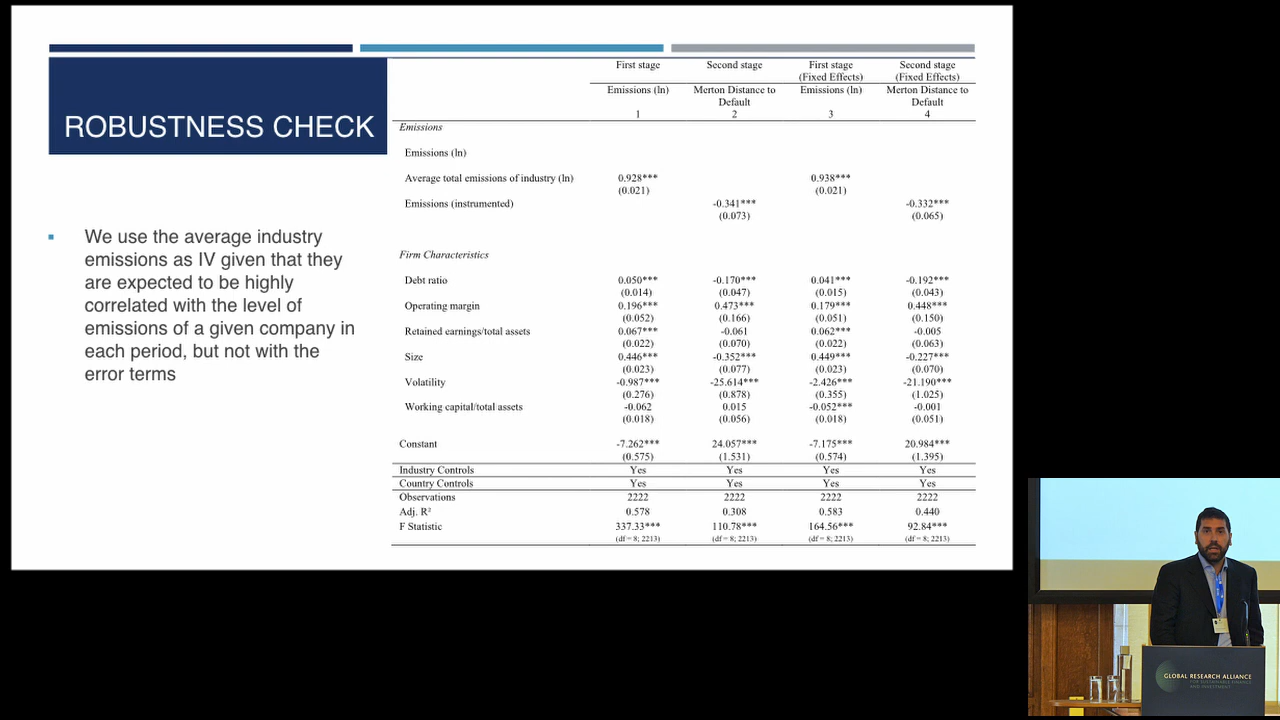 ROBUSTNESS CHECK
We use the average industry
emissions as IV given that they
are expected to be highly
correlated with the level of
emissions of a given company in
each period, but not with the
error terms
First stage Second stage First stage (Fixed Effects) Second stage (Fixed Effects)
Emissions (ln) Merton Distance to Default Emissions (ln) Merton Distance to Default
1 2 3 4
Emissions
Emissions (ln)
Average total emissions of industry (ln) 0.928*** 0.938***
(0.021) (0.021)
Emissions (instrumented) -0.341*** -0.332***
(0.073) (0.065)
Firm Characteristics
Debt ratio 0.050*** -0.170*** 0.041*** -0.192***
(0.014) (0.047) (0.015) (0.043)
Operating margin 0.196*** 0.473*** 0.179*** 0.448***
(0.052) (0.166) (0.051) (0.150)
Retained earnings/total assets 0.067*** -0.061 0.062*** -0.005
(0.022) (0.070) (0.022) (0.063)
Size 0.446*** -0.352*** 0.449*** -0.227***
(0.023) (0.077) (0.023) (0.070)
Volatility -0.987*** -25.614*** -2.426*** -21.190***
(0.276) (0.878) (0.355) (1.025)
Working capital/total assets -0.062 0.015 -0.052*** -0.001
(0.018) (0.056) (0.018) (0.051)
Constant -7.262*** 24.057*** -7.175*** 20.984***
(0.575) (1.531) (0.574) (1.395)
Industry Controls Yes Yes Yes Yes
Country Controls Yes Yes Yes Yes
Observations 2222 2222 2222 2222
Adj. R² 0.578 0.308 0.583 0.440
F Statistic 337.33*** 110.78*** 164.56*** 92.84***
(df = 8; 2213) (df = 8; 2213) (df = 8; 2213) (df = 8; 2213)
GLOBAL RESEARCH ALLIANCE
FOR SUSTAINABLE FINANCE
AND INVESTMENT